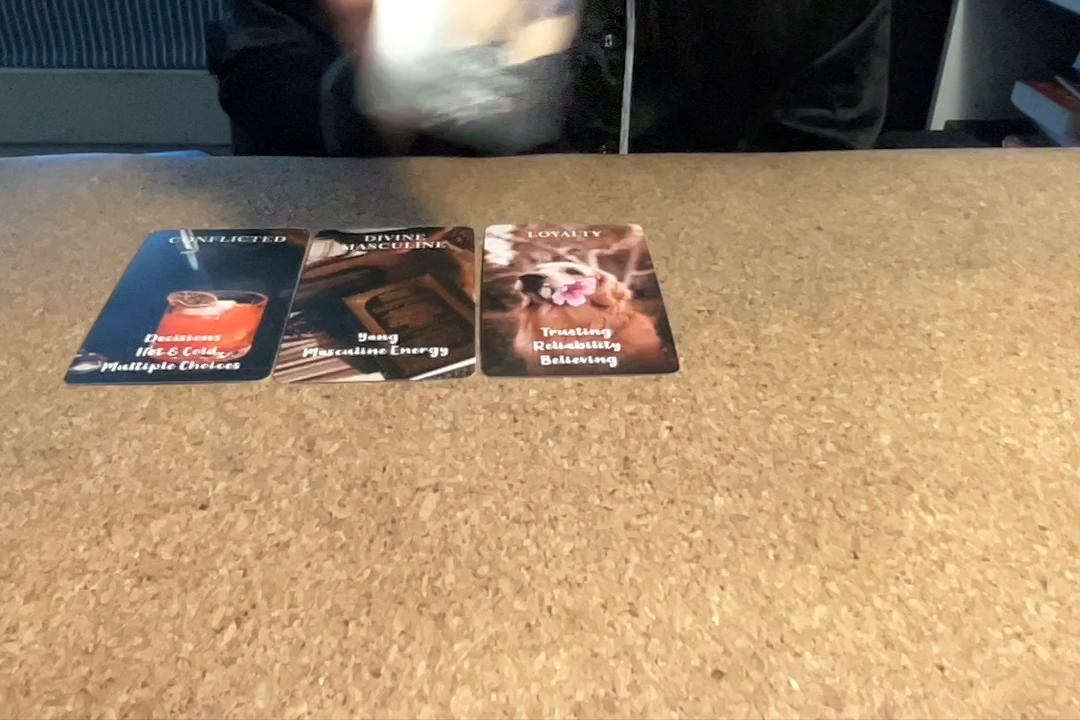 CONFLICTED
Decisions
Hot & Cold
Multiple Choices
DIVINE
MASCULINE
Yang
Masculine Energy
LOYALTY
Trusting
Reliability
Believing